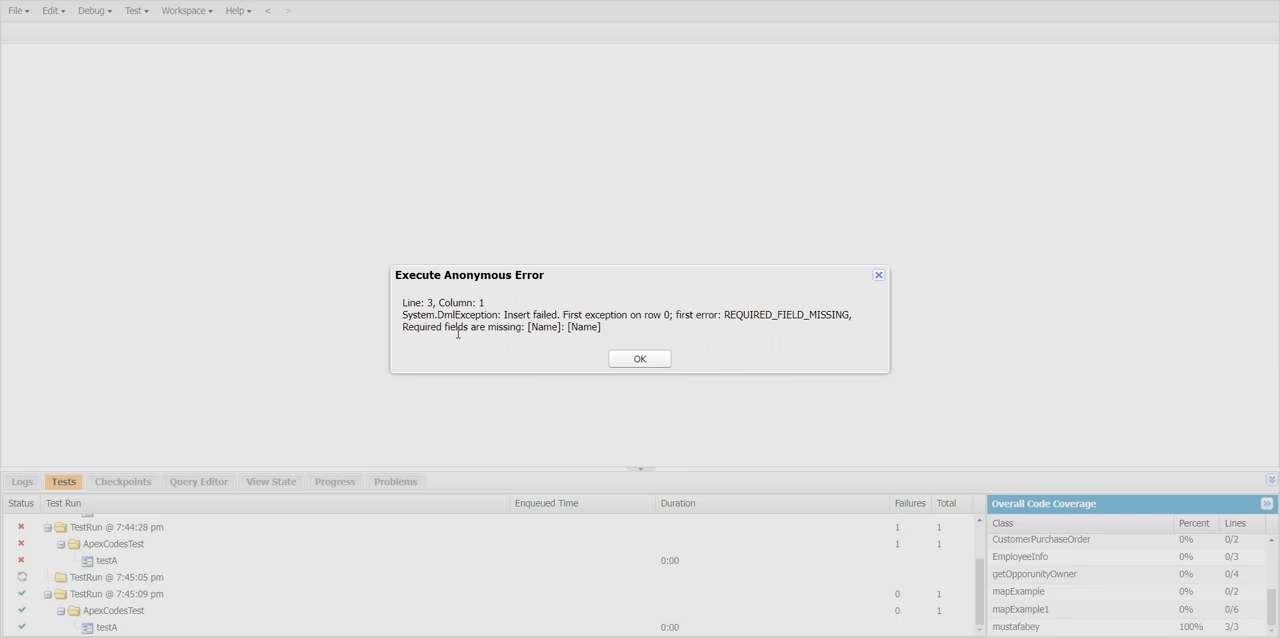 File Edit Debug Test Workspace Help < >
Execute Anonymous Error
Line: 3, Column: 1
System.DmlException: Insert failed. First exception on row 0; first error: REQUIRED_FIELD_MISSING,
Required fields are missing: [Name]: [Name]
OK
Logs Tests Checkpoints Query Editor View State Progress Problems
Status Test Run Enqueued Time Duration Failures Total
TestRun @ 7:44:28 pm 1 1
ApexCodesTest 1 1
testA 0:00
TestRun @ 7:45:05 pm
TestRun @ 7:45:09 pm 0 1
ApexCodesTest 0 1
testA 0:00
Overall Code Coverage
Class Percent Lines
CustomerPurchaseOrder 0% 0/2
EmployeeInfo 0% 0/3
getOpporunityOwner 0% 0/4
mapExample 0% 0/2
mapExample1 0% 0/6
mustafabey 100% 3/3